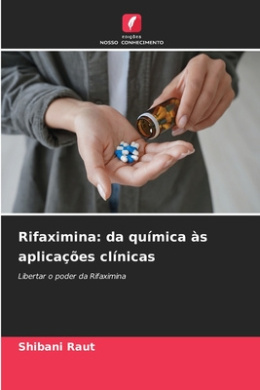 NOSSO CONHECIMENTO
Rifaximina: da química às
aplicações clínicas
Libertar o poder da Rifaximina
Shibani Raut